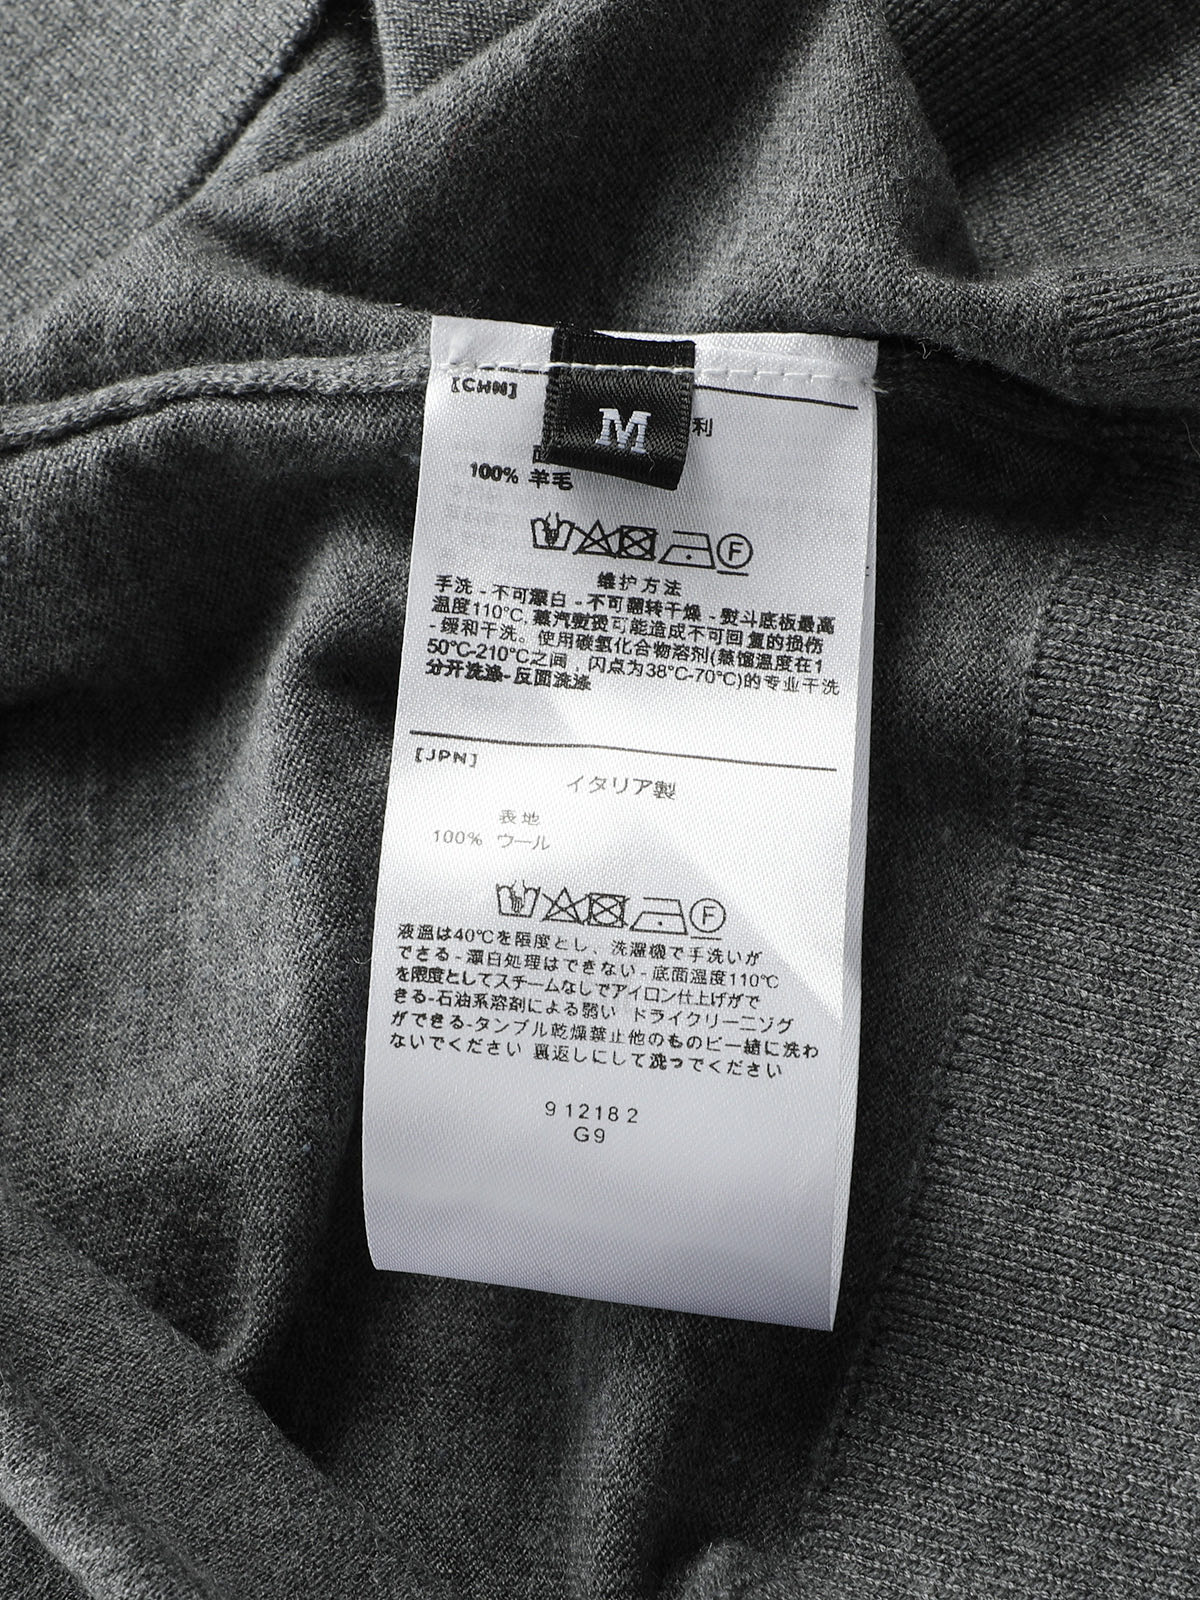 【CHN】
M
利
100% 羊毛
F
维护方法
手洗 - 不可漂白 - 不可翻转干燥 - 熨斗底板最高
温度110°C, 蒸汽熨烫可能造成不可回复的损伤
- 缓和干洗。使用碳氢化合物溶剂(蒸馏温度在1
50°C-210°C之间 , 闪点为38°C-70°C)的专业干洗
分开洗涤-反面洗涤
【JPN】
イタリア製
表地
100% ウール
F
液温は40℃を限度とし、洗濯機で手洗いが
できる - 漂白処理はできない - 底面温度110℃
を限度としてスチームなしでアイロン仕上げがで
きる-石油系溶剤による弱い ドライクリーニング
ができる-タンブル乾燥禁止他のものピー緒に洗わ
ないでください 裏返しにして洗っでください
912182
G9